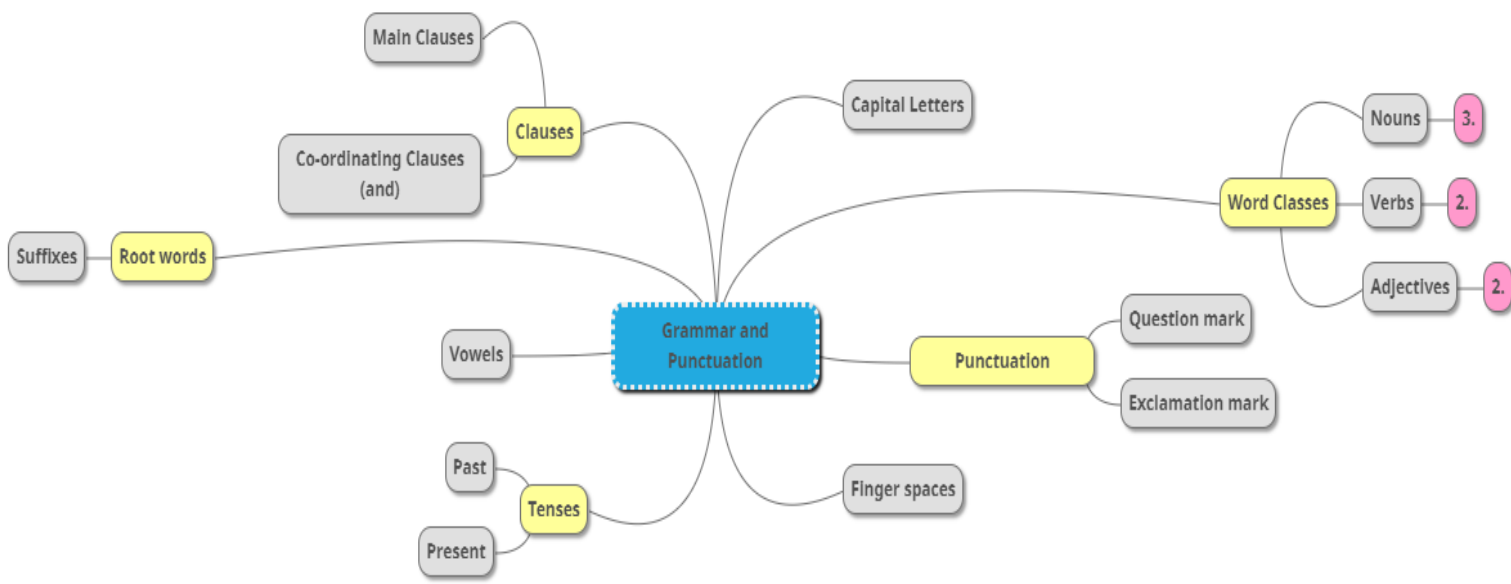 Main Clauses
Clauses
Co-ordinating Clauses
(and)
Suffixes
Root words
Vowels
Past
Tenses
Present
Grammar and
Punctuation
Capital Letters
Word Classes
Nouns
3.
Verbs
2.
Adjectives
2.
Punctuation
Question mark
Exclamation mark
Finger spaces